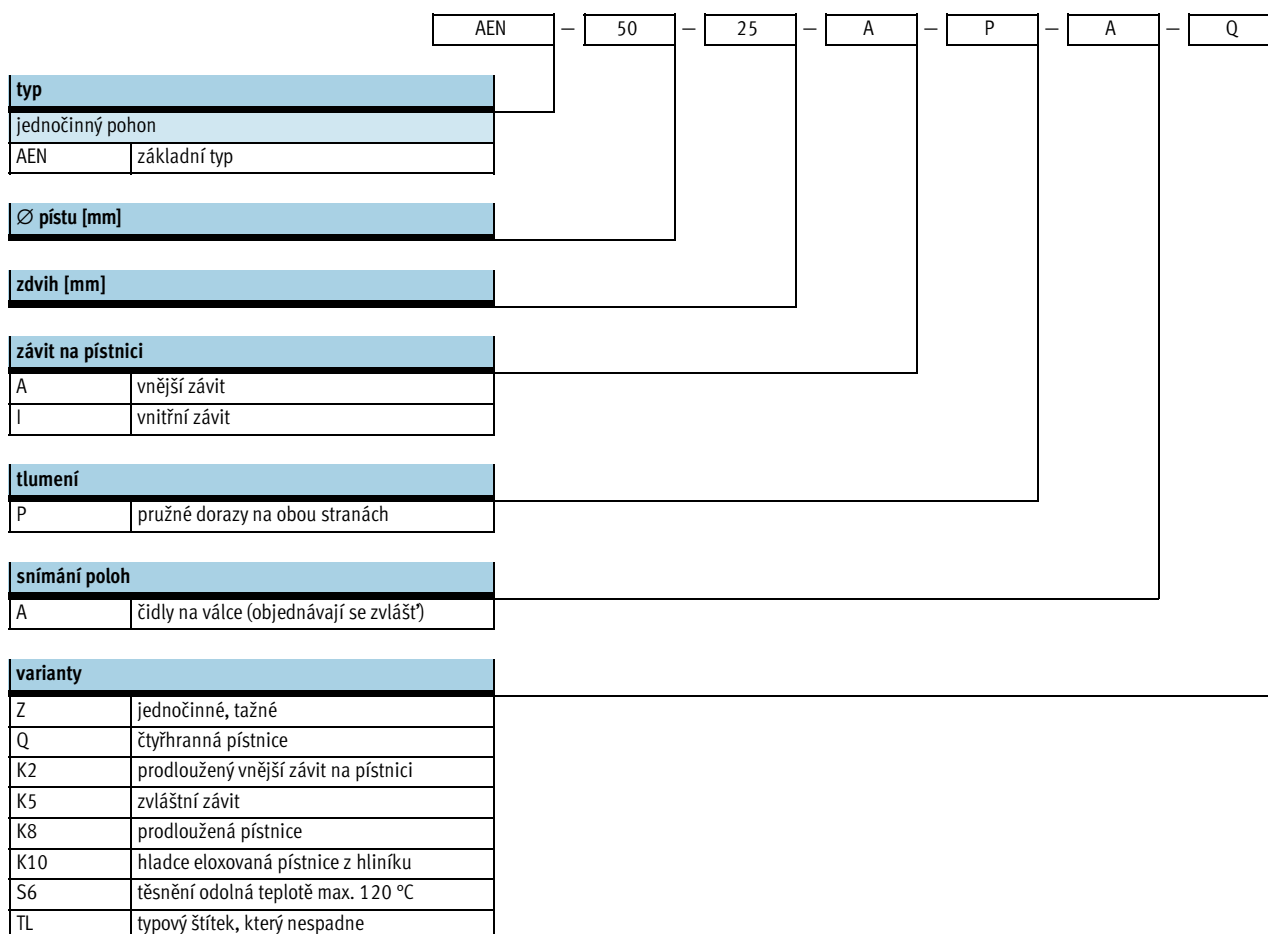 AEN – 50 – 25 – A – P – A – Q
typ
jednočinný pohon
AEN základní typ
∅ pístu [mm]
zdvih [mm]
závit na pístnici
A vnější závit
I vnitřní závit
tlumení
P pružné dorazy na obou stranách
snímání poloh
A čidly na válce (objednávají se zvlášť)
varianty
Z jednočinné, tažné
Q čtyřhranná pístnice
K2 prodloužený vnější závit na pístnici
K5 zvláštní závit
K8 prodloužená pístnice
K10 hladce eloxovaná pístnice z hliníku
S6 těsnění odolná teplotě max. 120 °C
TL typový štítek, který nespadne